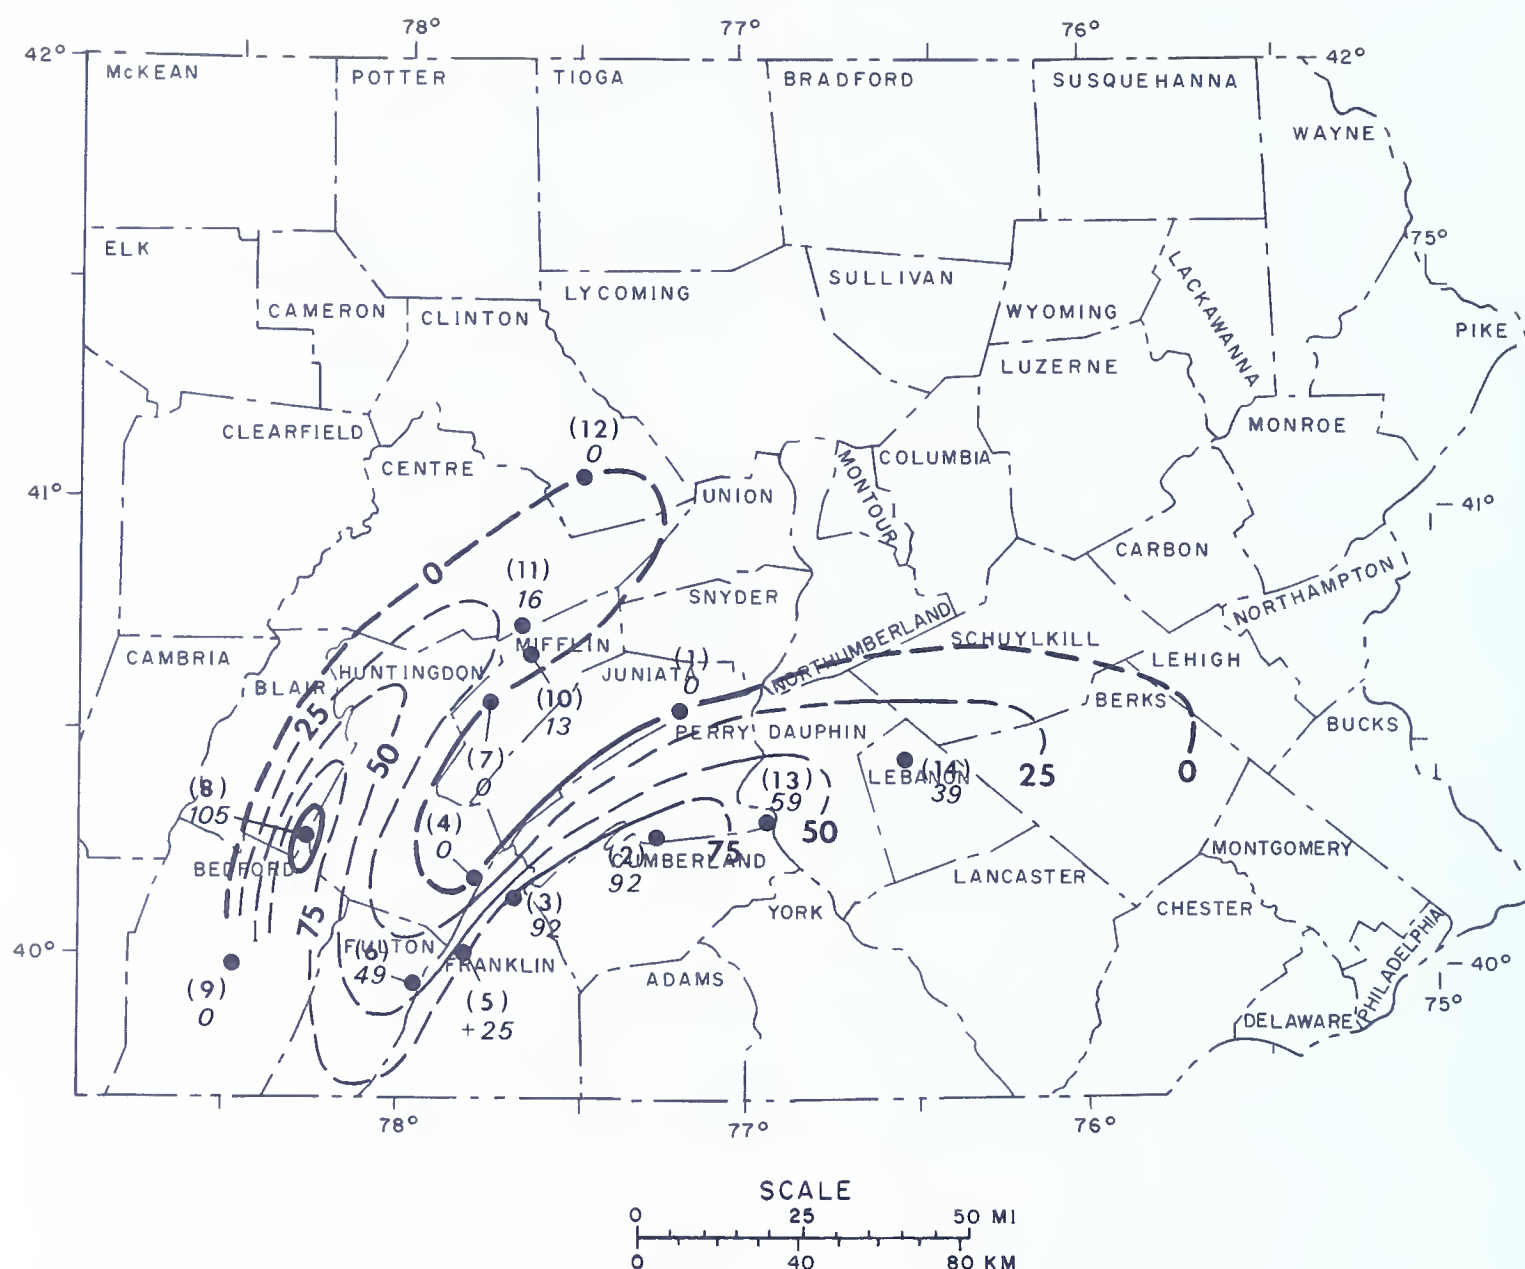 78°
77°
76°
42°
42°
McKEAN
POTTER
TIOGA
BRADFORD
SUSQUEHANNA
WAYNE
75°
ELK
CAMERON
CLINTON
LYCOMING
SULLIVAN
WYOMING
LACKAWANNA
PIKE
LUZERNE
CLEARFIELD
CENTRE
(12)
0
COLUMBIA
MONTOUR
MONROE
41°
UNION
41°
0
(11)
16
SNYDER
CARBON
NORTHAMPTON
NORTHUMBERLAND
SCHUYLKILL
CAMBRIA
HUNTINGDON
MIFFLIN
JUNIATA
(1)
0
LEHIGH
BLAIR
25
(10)
13
BERKS
BUCKS
PERRY
DAUPHIN
50
(7)
0
LEBANON
(14)
39
25
0
(8)
105
(13)
59
50
(4)
0
75
(2)
92
CUMBERLAND
MONTGOMERY
BEDFORD
LANCASTER
CHESTER
(3)
92
YORK
75
40°
FULTON
(6)
49
FRANKLIN
ADAMS
PHILADELPHIA
40°
75°
(9)
0
(5)
+25
DELAWARE
78°
77°
76°
SCALE
0 25 50 MI
0 40 80 KM